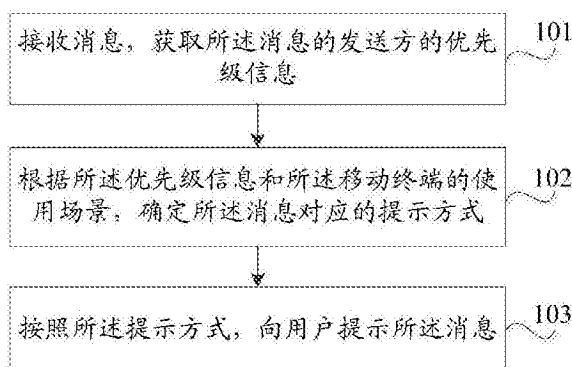 接收消息，获取所述消息的发送方的优先
级信息
101
根据所述优先级信息和所述移动终端的使
用场景，确定所述消息对应的提示方式
102
按照所述提示方式，向用户提示所述消息
103